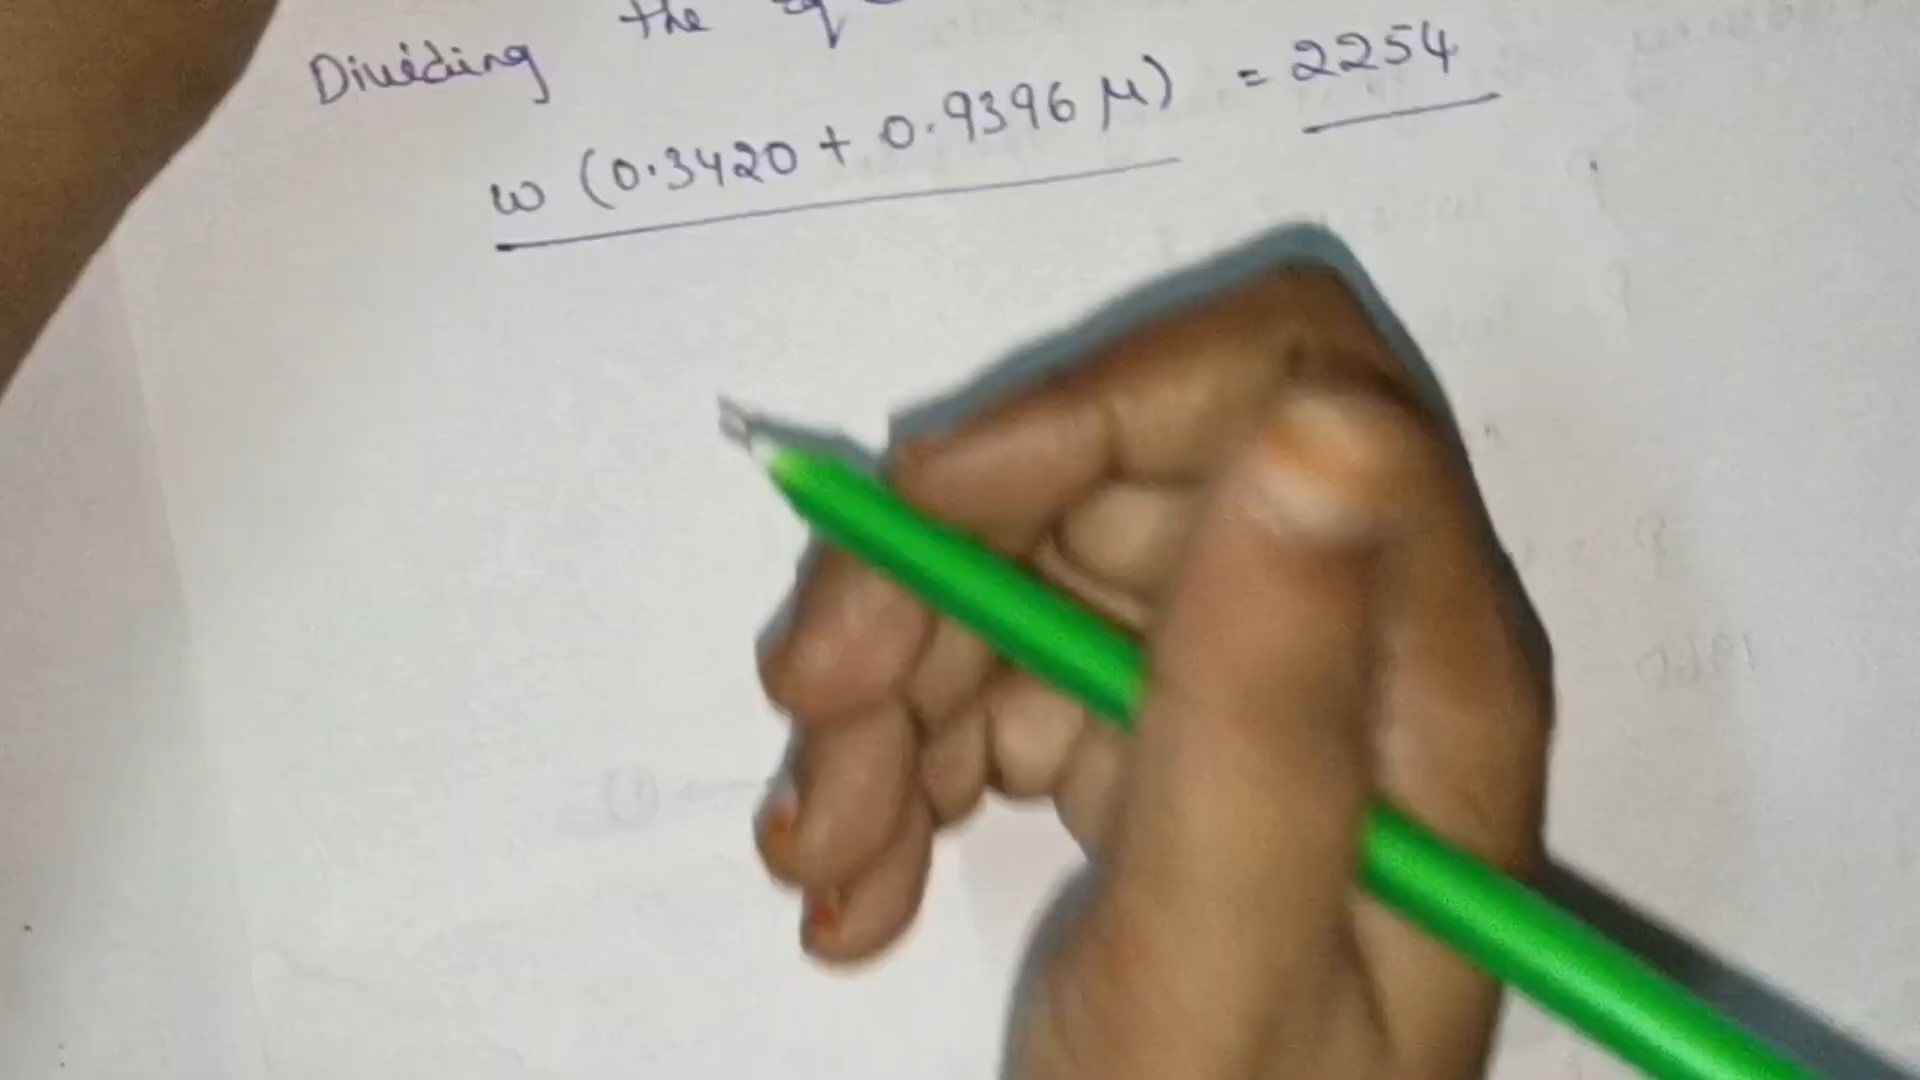 Dividing the
w (0.3420 + 0.9396 μ) = 2254